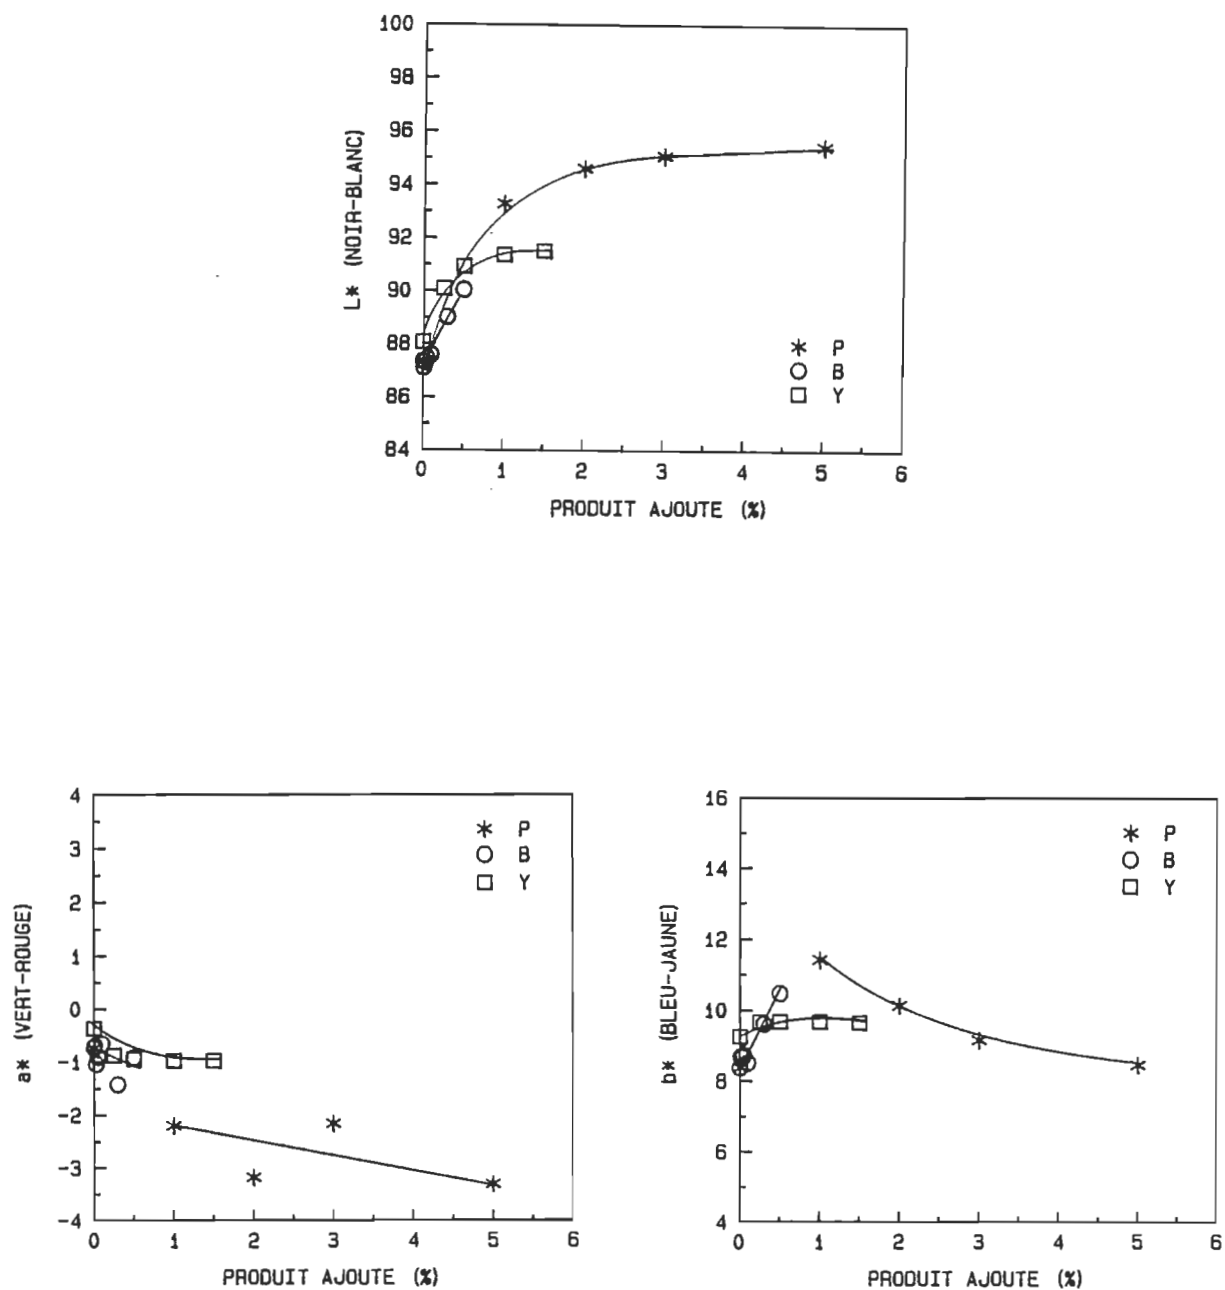 100
98
96
94
92
90
88
86
84
L* (NOIR-BLANC)
P
B
Y
0 1 2 3 4 5 6
PRODUIT AJOUTE (%)
4
3
2
1
0
-1
-2
-3
-4
a* (VERT-ROUGE)
P
B
Y
0 1 2 3 4 5 6
PRODUIT AJOUTE (%)
16
14
12
10
8
6
4
b* (BLEU-JAUNE)
P
B
Y
0 1 2 3 4 5 6
PRODUIT AJOUTE (%)